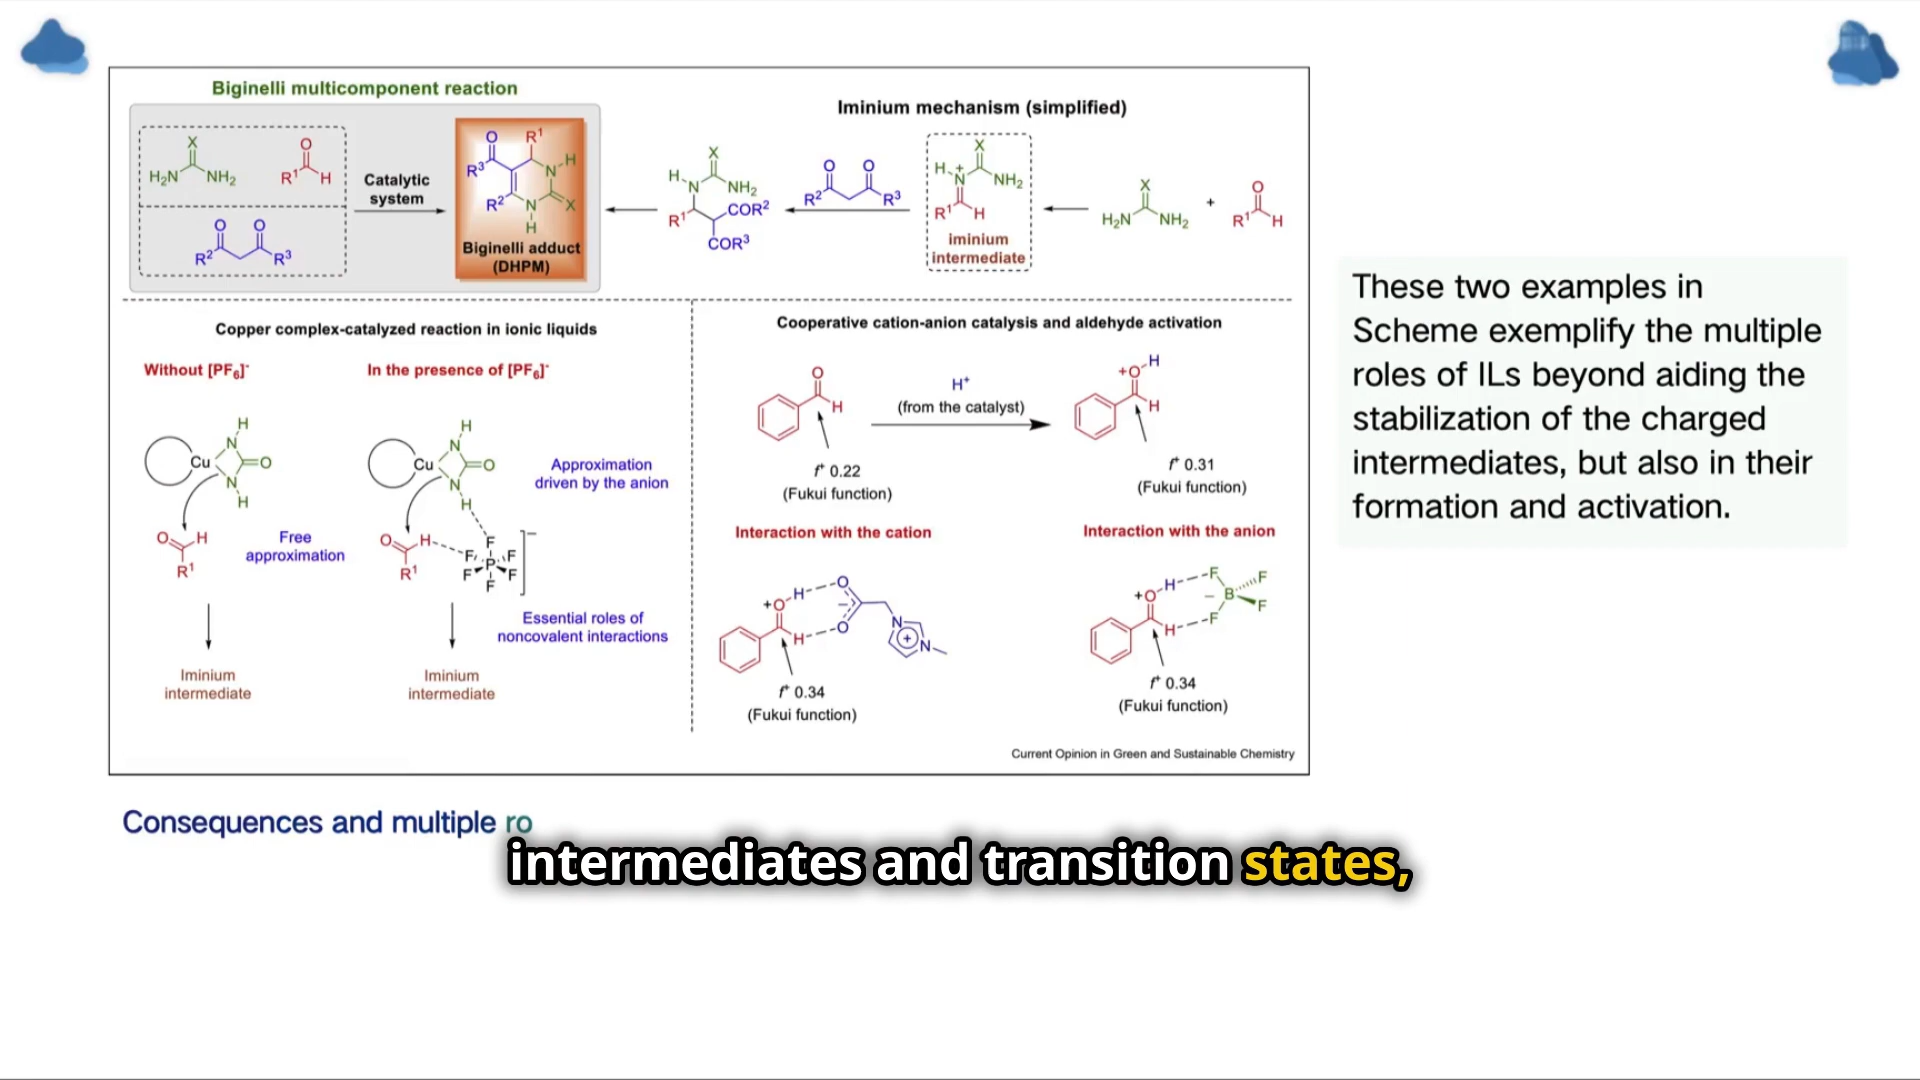 Biginelli multicomponent reaction
X
H₂N NH₂
O
R¹ H
O O
R² R³
Catalytic
system
O R¹
R³ N H
R² N X
H
Biginelli adduct
(DHPM)
Iminium mechanism (simplified)
X
H N NH₂
R¹ COR²
COR³
O O
R² R³
X
H + N NH₂
R¹ H
iminium
intermediate
X
H₂N NH₂
+
O
R¹ H
Copper complex-catalyzed reaction in ionic liquids
Without [PF₆]⁻
In the presence of [PF₆]⁻
H
N
Cu O
N
H
O H
R¹
Free
approximation
Iminium
intermediate
H
N
Cu O
N
H
O H
R¹
F
F F
P
F F
F
−
Approximation
driven by the anion
Essential roles of
noncovalent interactions
Iminium
intermediate
Cooperative cation-anion catalysis and aldehyde activation
O
H
H⁺
(from the catalyst)
+O H
H
f⁺ 0.22
(Fukui function)
f⁺ 0.31
(Fukui function)
Interaction with the cation
Interaction with the anion
+O H O
−
H O
N + N
f⁺ 0.34
(Fukui function)
+O H F F
− B
H F F
f⁺ 0.34
(Fukui function)
Current Opinion in Green and Sustainable Chemistry
These two examples in
Scheme exemplify the multiple
roles of ILs beyond aiding the
stabilization of the charged
intermediates, but also in their
formation and activation.
Consequences and multiple ro
intermediates and transition states,